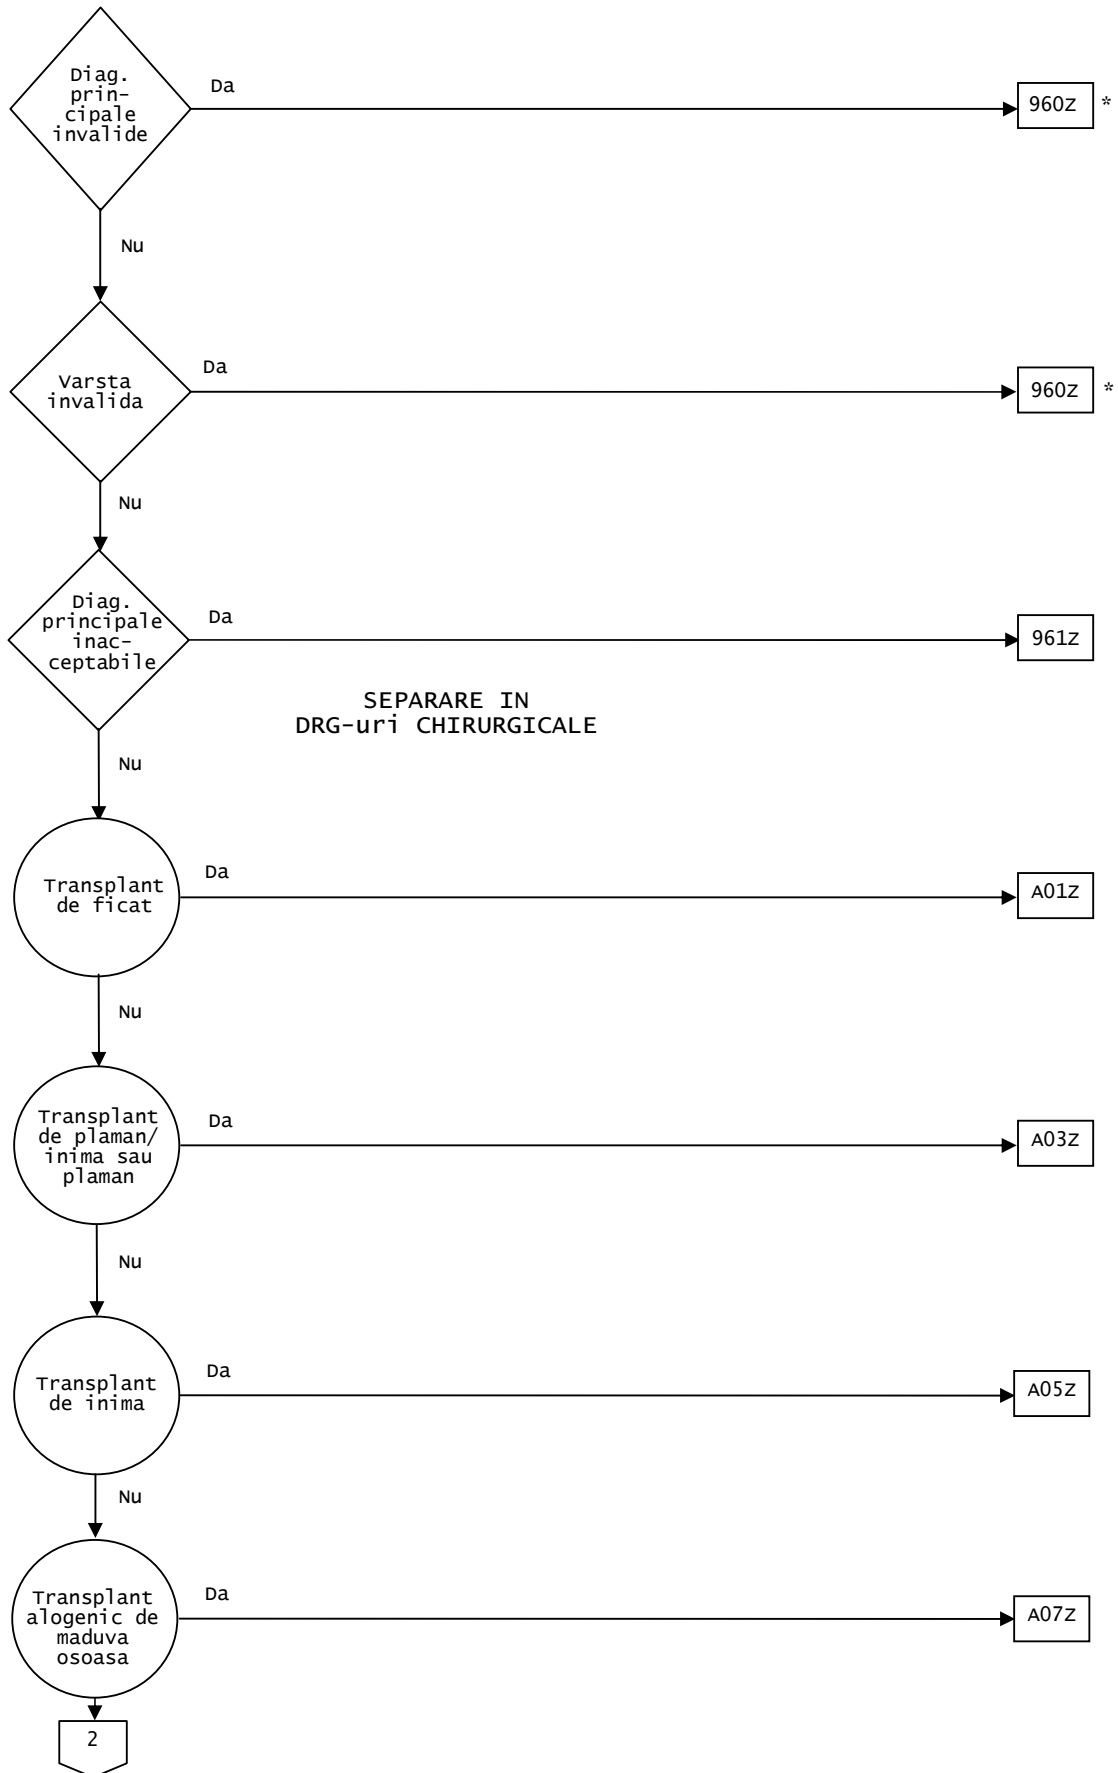 Diag.
prin-
cipale
invalide
Da
960Z *
Nu
Varsta
invalida
Da
960Z *
Nu
Diag.
principale
inac-
ceptabile
Da
961Z
SEPARARE IN
DRG-uri CHIRURGICALE
Nu
Transplant
de ficat
Da
A01Z
Nu
Transplant
de plaman/
inima sau
plaman
Da
A03Z
Nu
Transplant
de inima
Da
A05Z
Nu
Transplant
alogenic de
maduva
osoasa
Da
A07Z
2